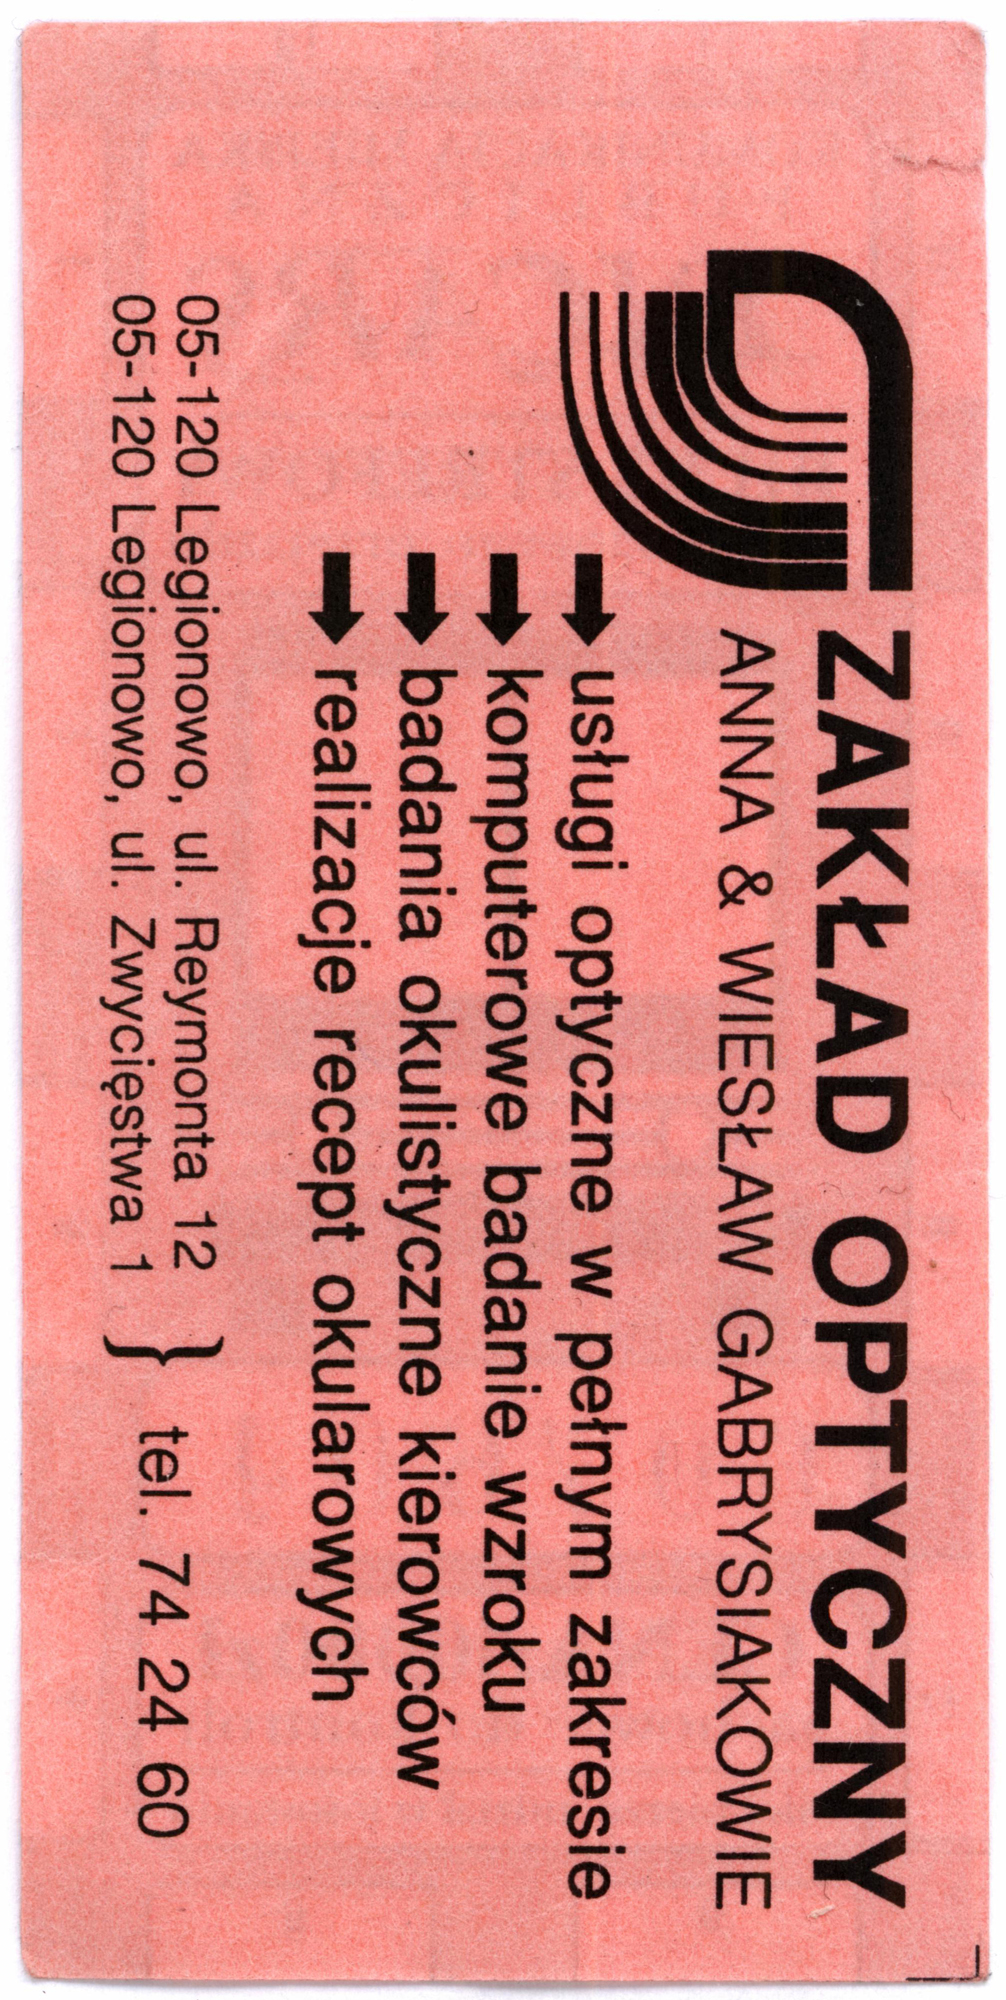 ZAKŁAD OPTYCZNY
ANNA & WIESŁAW GABRYSIAKOWIE
usługi optyczne w pełnym zakresie
komputerowe badanie wzroku
badania okulistyczne kierowców
realizacje recept okularowych
05-120 Legionowo, ul. Reymonta 12
05-120 Legionowo, ul. Zwycięstwa 1 } tel. 74 24 60